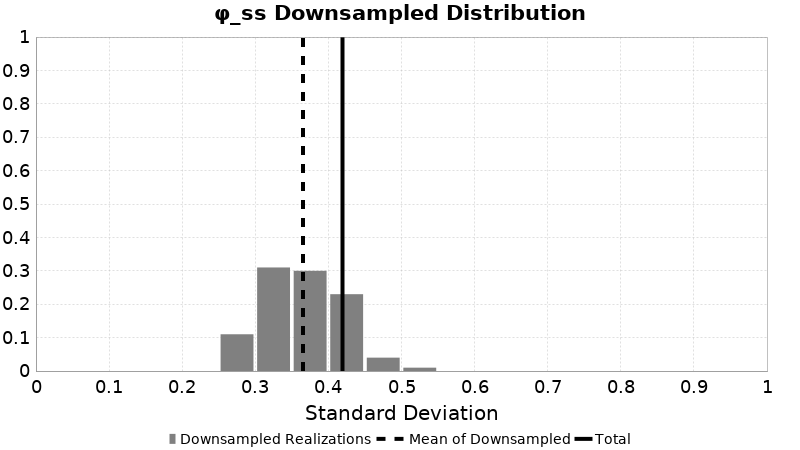 φ_ss Downsampled Distribution
1
0.9
0.8
0.7
0.6
0.5
0.4
0.3
0.2
0.1
0
0 0.1 0.2 0.3 0.4 0.5 0.6 0.7 0.8 0.9 1
Standard Deviation
Downsampled Realizations Mean of Downsampled Total